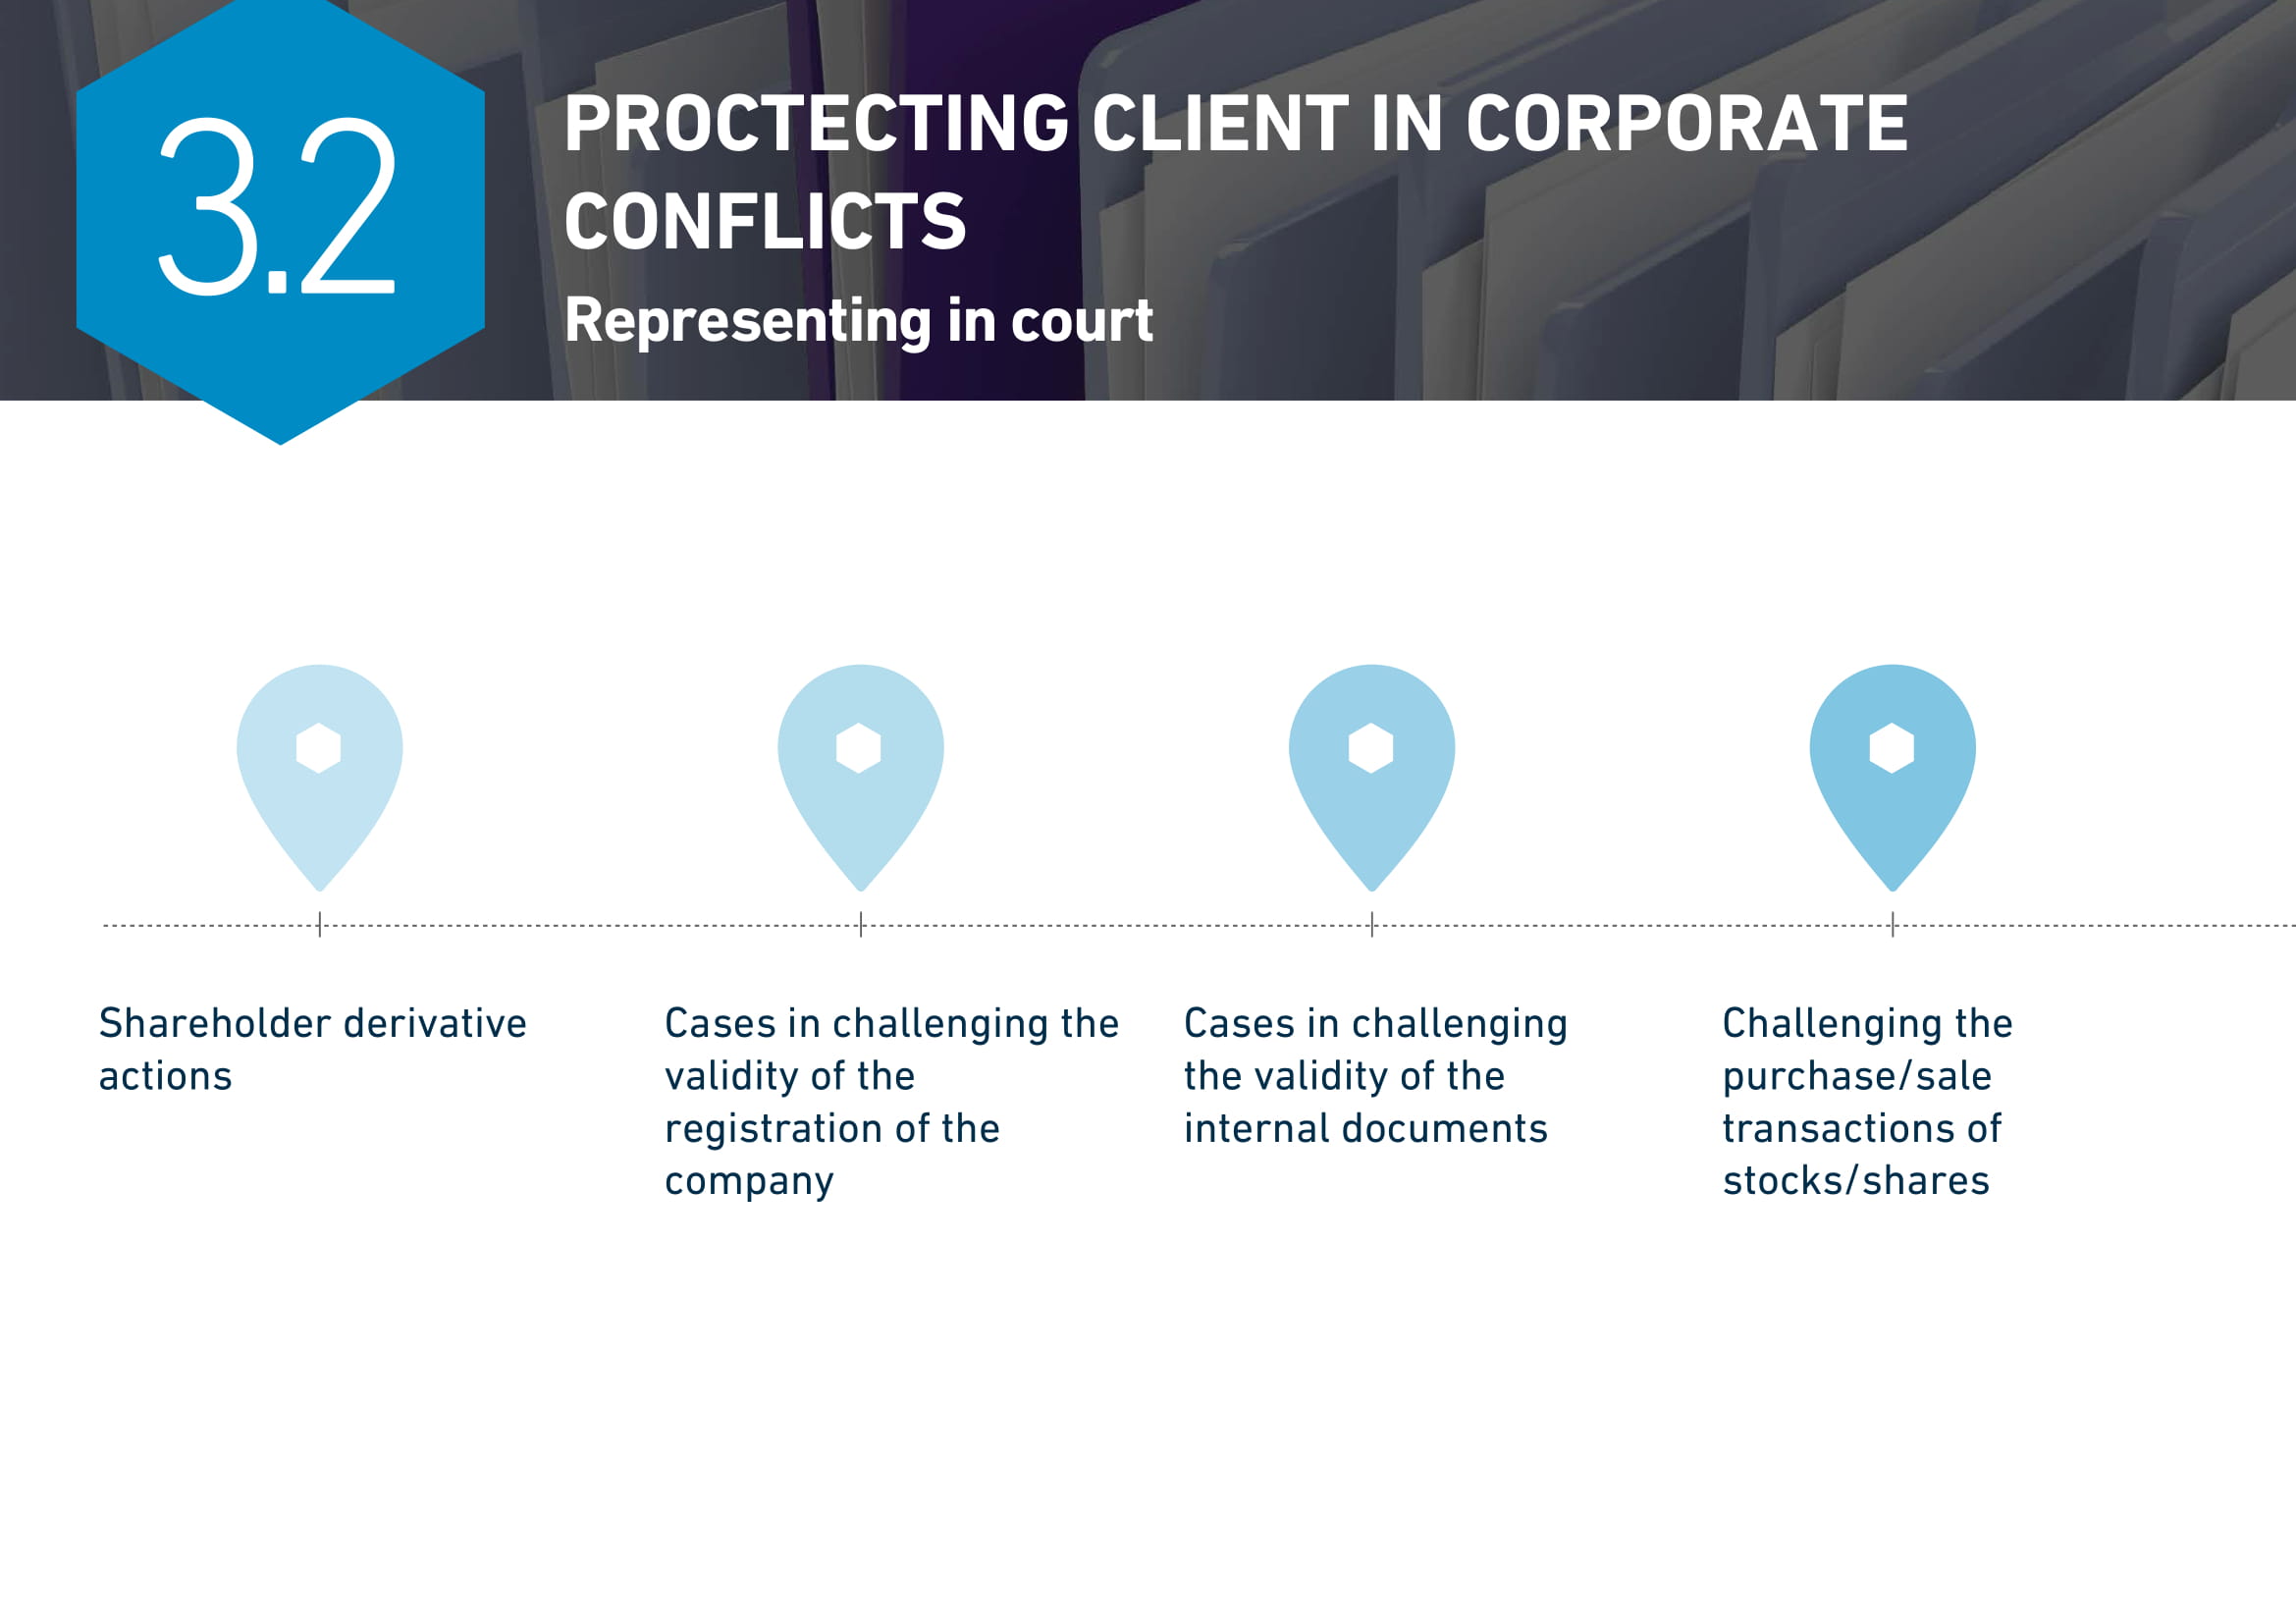 3.2
PROCTECTING CLIENT IN CORPORATE
CONFLICTS
Representing in court
Shareholder derivative
actions
Cases in challenging the
validity of the
registration of the
company
Cases in challenging
the validity of the
internal documents
Challenging the
purchase/sale
transactions of
stocks/shares